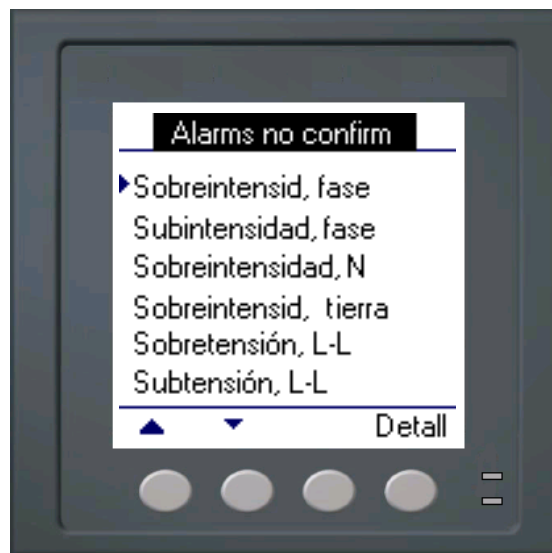 Alarms no confirm
Sobreintensid, fase
Subintensidad, fase
Sobreintensidad, N
Sobreintensid, tierra
Sobretensión, L-L
Subtensión, L-L
Detall